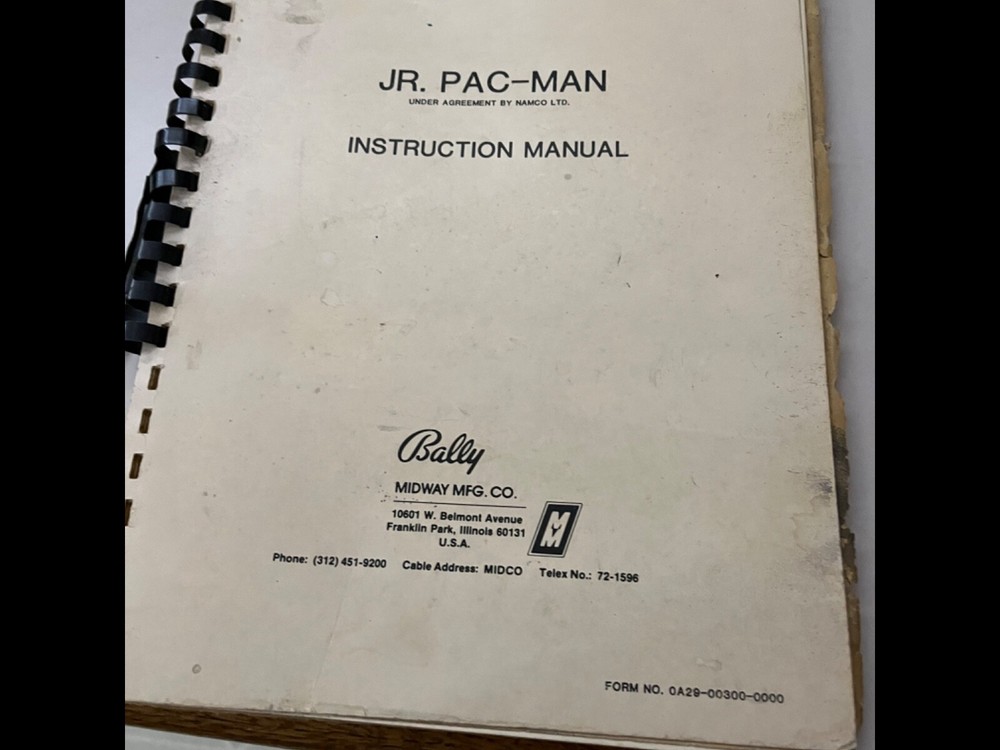 JR. PAC-MAN
UNDER AGREEMENT BY NAMCO LTD.
INSTRUCTION MANUAL
Bally
MIDWAY MFG. CO.
10601 W. Belmont Avenue
Franklin Park, Illinois 60131
U.S.A.
M
M
Phone: (312) 451-9200 Cable Address: MIDCO Telex No.: 72-1596
FORM NO. 0A29-00300-0000